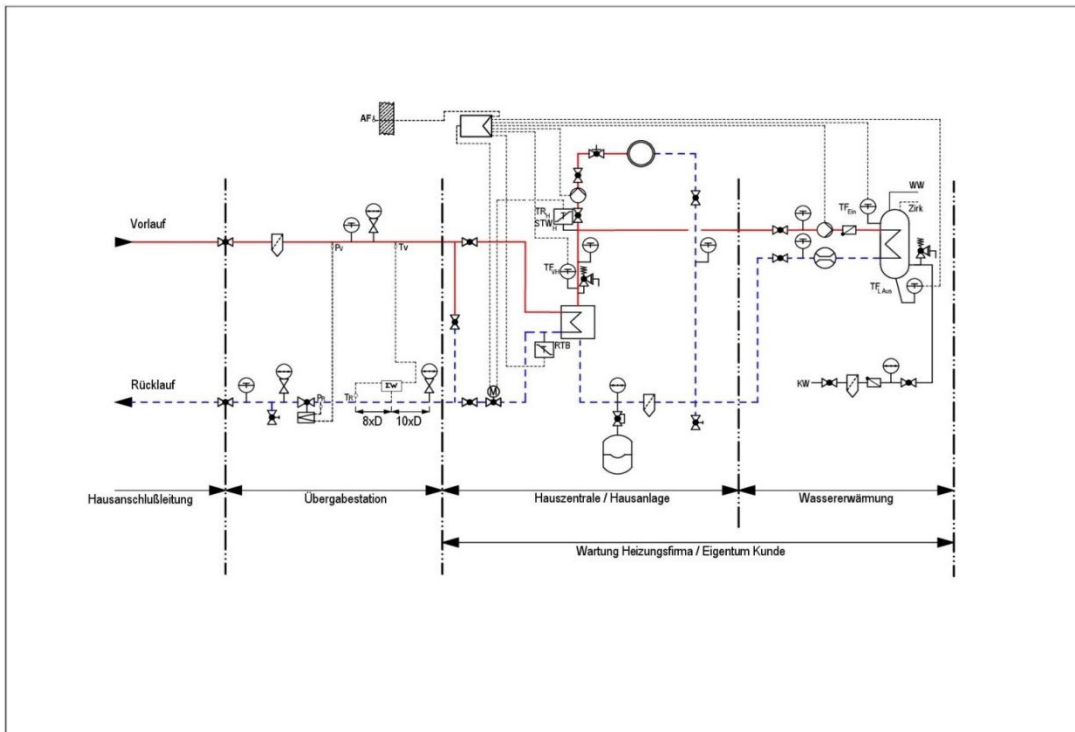 AF
TR H
STW H
WW
Zirk
TF Ein
Vorlauf
PV
TV
TF VH
TF L Aus
RTB
Rücklauf
PR
TR
M
KW
8xD
10xD
Hausanschlußleitung
Übergabestation
Hauszentrale / Hausanlage
Wassererwärmung
Wartung Heizungsfirma / Eigentum Kunde